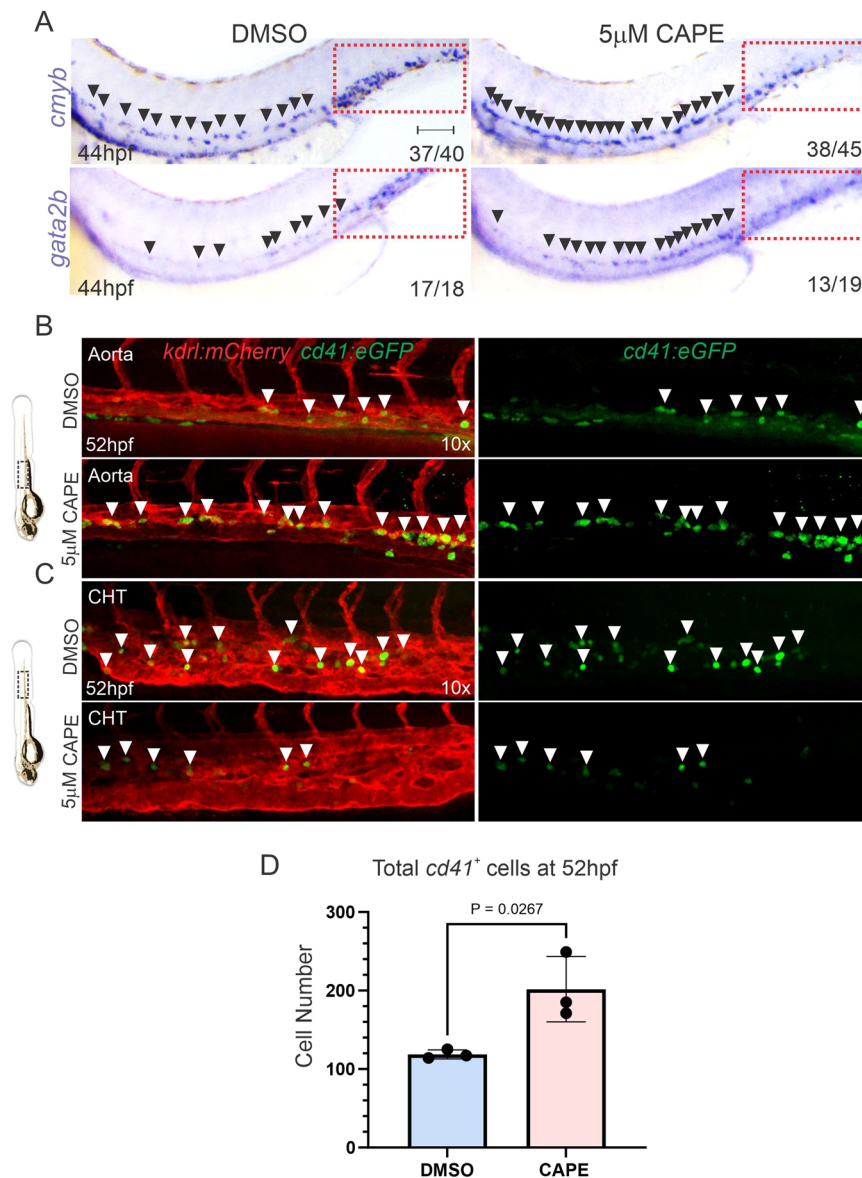 A
DMSO
5µM CAPE
cmyb
44hpf
37/40
38/45
gata2b
44hpf
17/18
13/19
B
Aorta
kdrl:mCherry cd41:eGFP
cd41:eGFP
DMSO
52hpf
10x
Aorta
5µM CAPE
C
CHT
DMSO
52hpf
10x
CHT
5µM CAPE
D
Total cd41⁺ cells at 52hpf
P = 0.0267
300
200
100
0
Cell Number
DMSO
CAPE